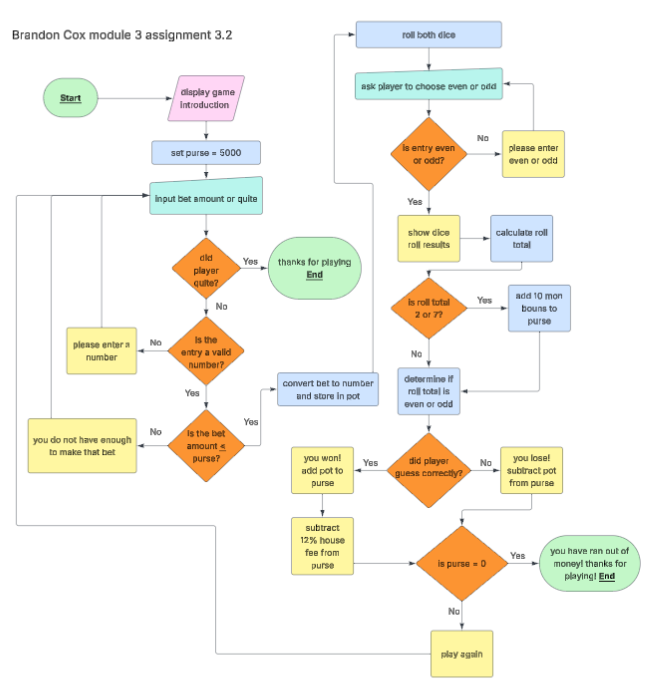 Brandon Cox module 3 assignment 3.2
Start
display game
introduction
set purse = 5000
input bet amount or quite
did
player
quite?
Yes
thanks for playing
End
No
Is the
entry a valid
number?
No
please enter a
number
Yes
Is the bet
amount ≤
purse?
No
you do not have enough
to make that bet
Yes
convert bet to number
and store in pot
roll both dice
ask player to choose even or odd
is entry even
or odd?
No
please enter
even or odd
Yes
show dice
roll results
calculate roll
total
is roll total
2 or 7?
Yes
add 10 mon
bouns to
purse
No
determine if
roll total is
even or odd
did player
guess correctly?
Yes
you won!
add pot to
purse
No
you lose!
subtract pot
from purse
subtract
12% house
fee from
purse
is purse = 0
Yes
you have ran out of
money! thanks for
playing! End
No
play again